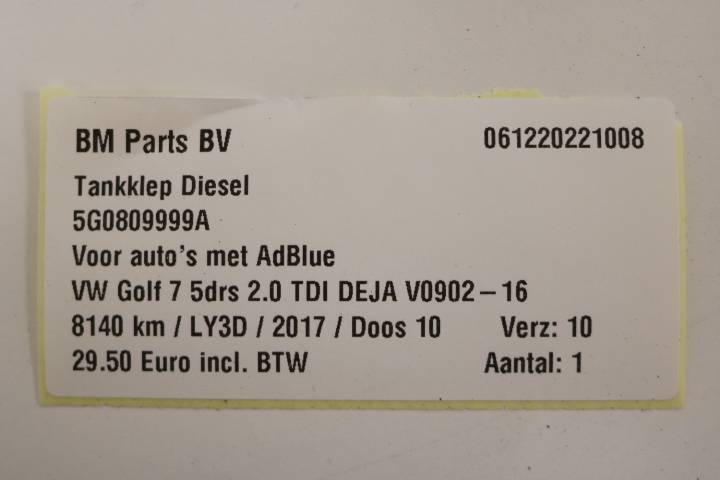 BM Parts BV 061220221008
Tankklep Diesel
5G0809999A
Voor auto's met AdBlue
VW Golf 7 5drs 2.0 TDI DEJA V0902-16
8140 km / LY3D / 2017 / Doos 10 Verz: 10
29.50 Euro incl. BTW Aantal: 1